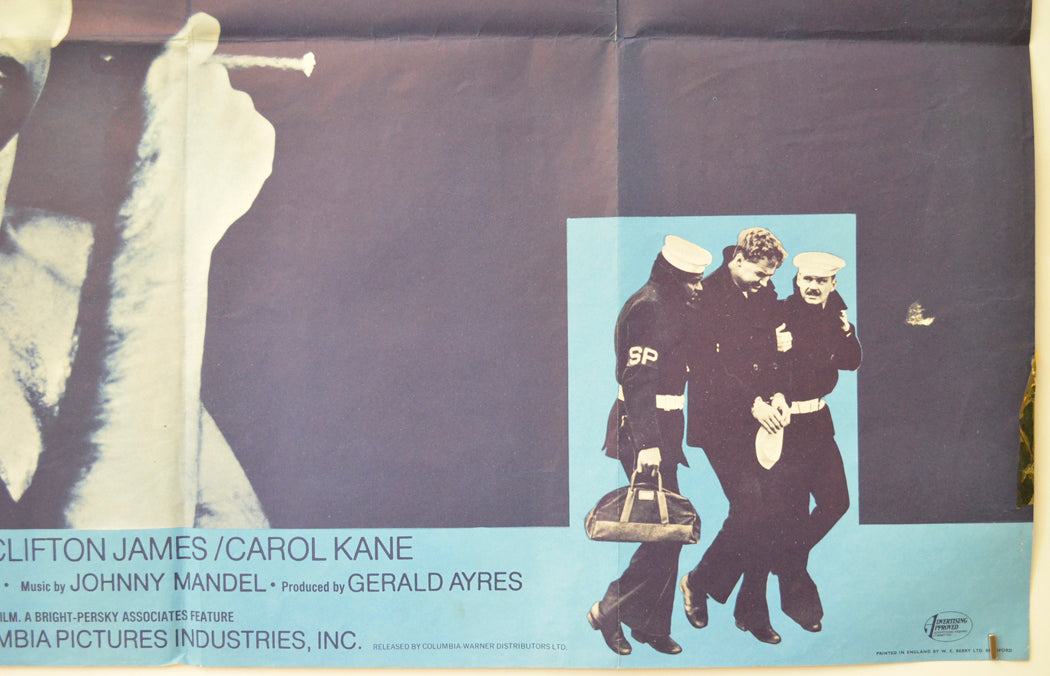 SP
CLIFTON JAMES/CAROL KANE
• Music by JOHNNY MANDEL • Produced by GERALD AYRES
FILM. A BRIGHT-PERSKY ASSOCIATES FEATURE
MBIA PICTURES INDUSTRIES, INC. RELEASED BY COLUMBIA-WARNER DISTRIBUTORS LTD.
ADVERTISING
APPROVED
PRINTED IN ENGLAND BY W. E. BERRY LTD.